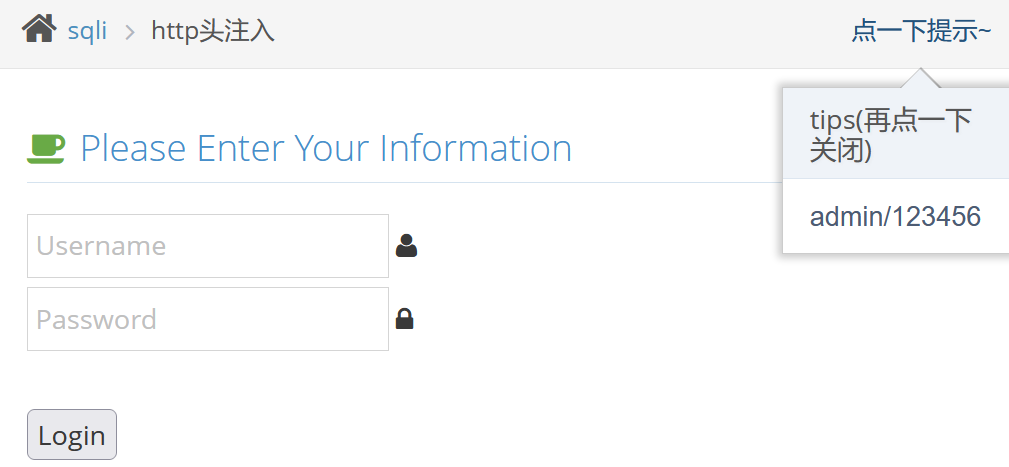 sqli > http头注入
点一下提示~
tips(再点一下
关闭)
admin/123456
Please Enter Your Information
Username
Password
Login